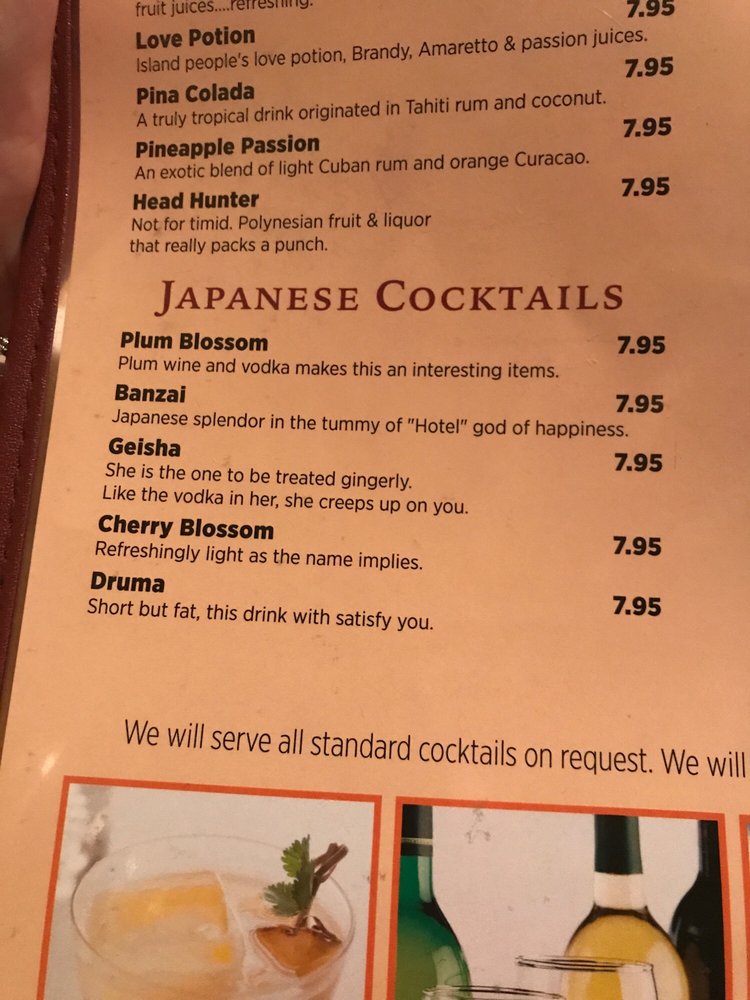 fruit juices....refreshing.
7.95
Love Potion
Island people's love potion, Brandy, Amaretto & passion juices.
7.95
Pina Colada
A truly tropical drink originated in Tahiti rum and coconut.
7.95
Pineapple Passion
An exotic blend of light Cuban rum and orange Curacao.
7.95
Head Hunter
Not for timid. Polynesian fruit & liquor
that really packs a punch.
JAPANESE COCKTAILS
Plum Blossom 7.95
Plum wine and vodka makes this an interesting items.
Banzai 7.95
Japanese splendor in the tummy of "Hotel" god of happiness.
Geisha 7.95
She is the one to be treated gingerly.
Like the vodka in her, she creeps up on you.
Cherry Blossom 7.95
Refreshingly light as the name implies.
Druma 7.95
Short but fat, this drink with satisfy you.
We will serve all standard cocktails on request. We will